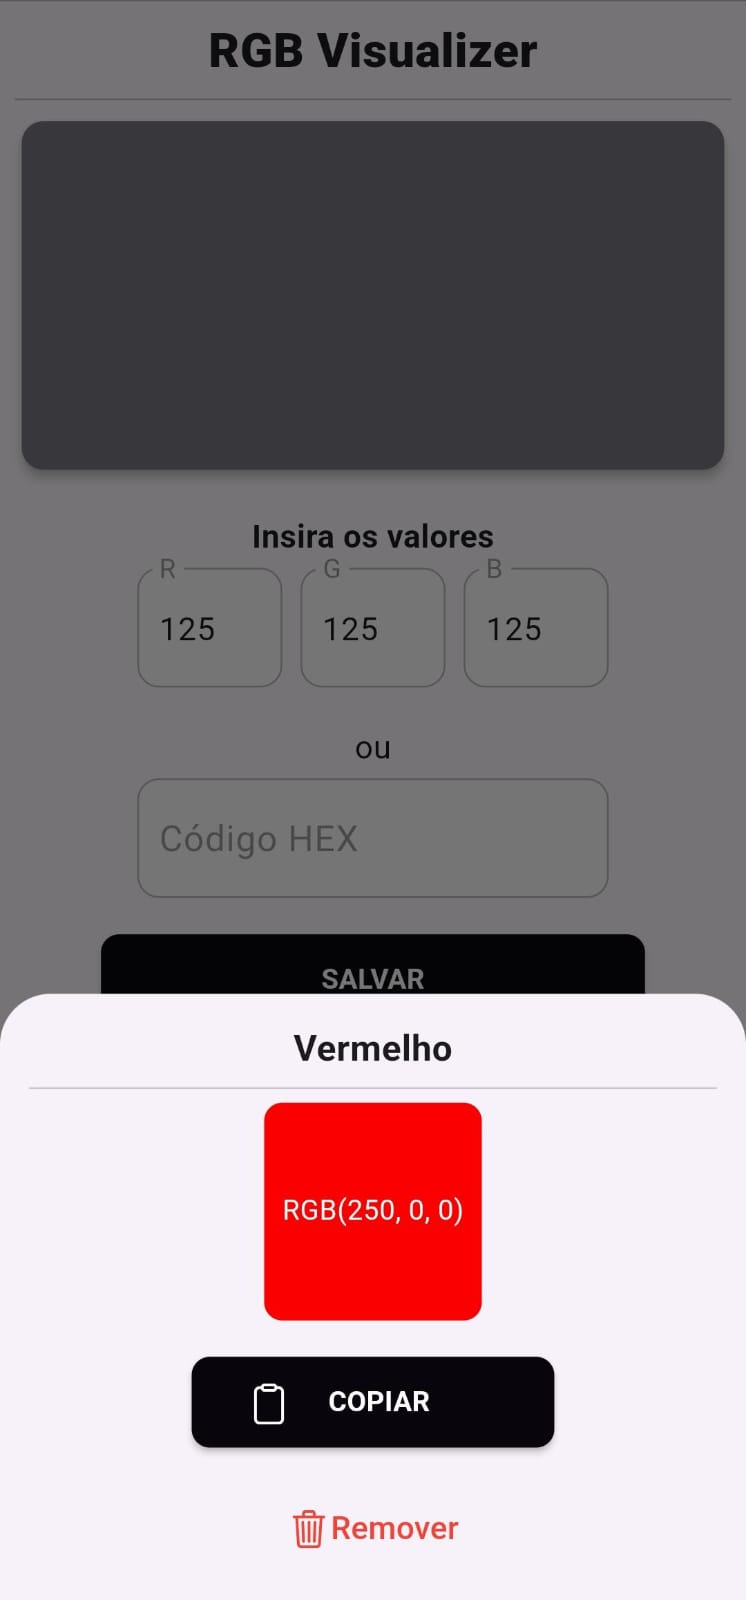 RGB Visualizer
Insira os valores
R G B
125 125 125
ou
Código HEX
SALVAR
Vermelho
RGB(250, 0, 0)
COPIAR
Remover